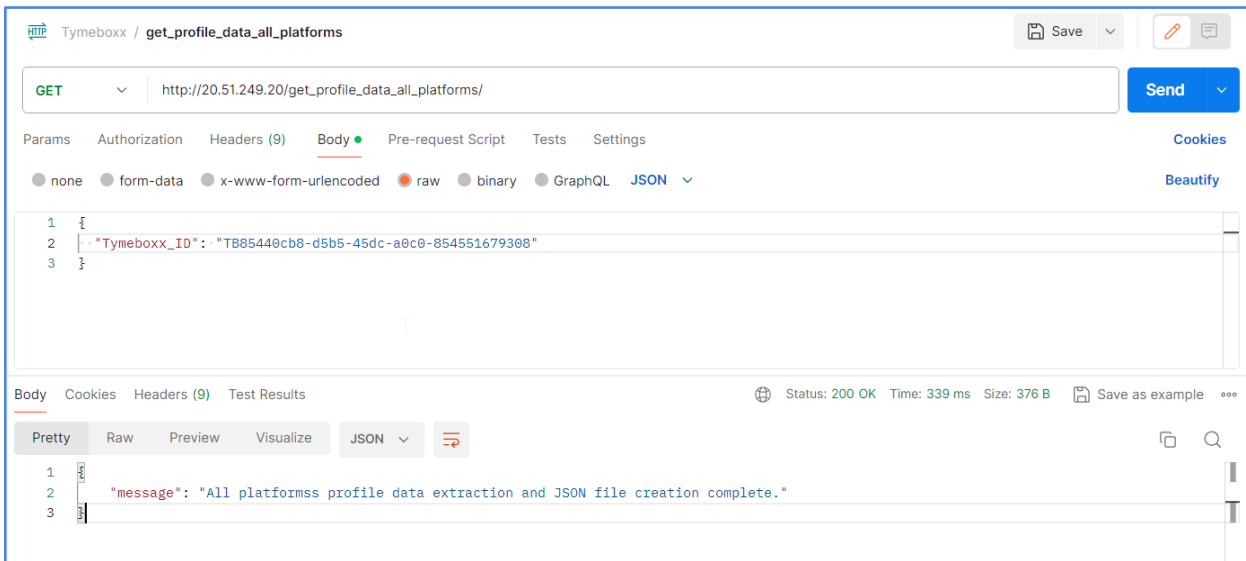 HTTP Tymeboxx / get_profile_data_all_platforms Save
GET http://20.51.249.20/get_profile_data_all_platforms/ Send
Params Authorization Headers (9) Body Pre-request Script Tests Settings Cookies
none form-data x-www-form-urlencoded raw binary GraphQL JSON Beautify
1 {
2 "Tymeboxx_ID": "TB85440cb8-d5b5-45dc-a0c0-854551679308"
3 }
Body Cookies Headers (9) Test Results Status: 200 OK Time: 339 ms Size: 376 B Save as example
Pretty Raw Preview Visualize JSON
1 {
2 "message": "All platformss profile data extraction and JSON file creation complete."
3 }